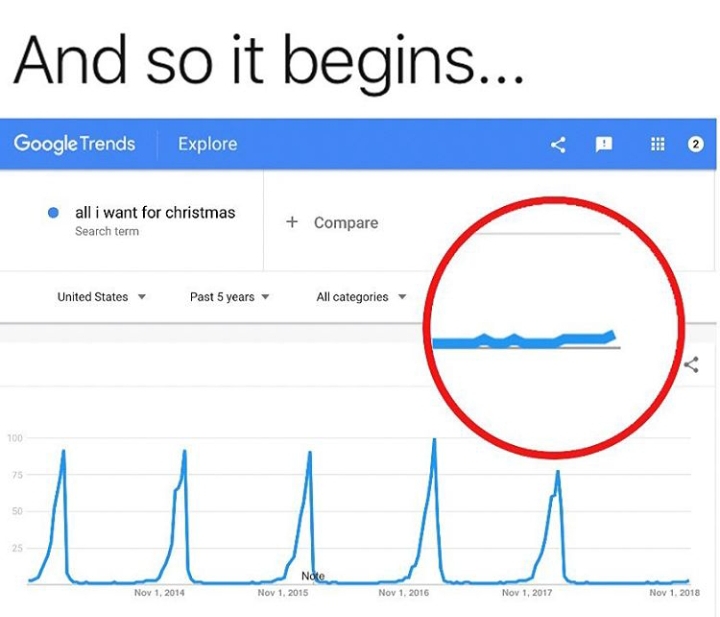 And so it begins...
Google Trends Explore 2
all i want for christmas
Search term
+ Compare
United States Past 5 years All categories
100
75
50
25
Note
Nov 1, 2014 Nov 1, 2015 Nov 1, 2016 Nov 1, 2017 Nov 1, 2018